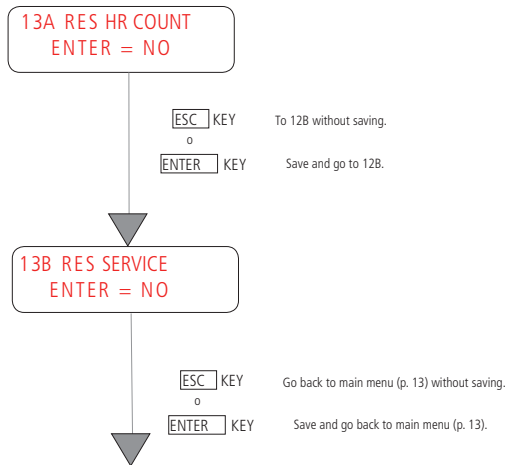 13A RES HR COUNT
ENTER = NO
ESC KEY To 12B without saving.
o
ENTER KEY Save and go to 12B.
13B RES SERVICE
ENTER = NO
ESC KEY Go back to main menu (p. 13) without saving.
o
ENTER KEY Save and go back to main menu (p. 13).